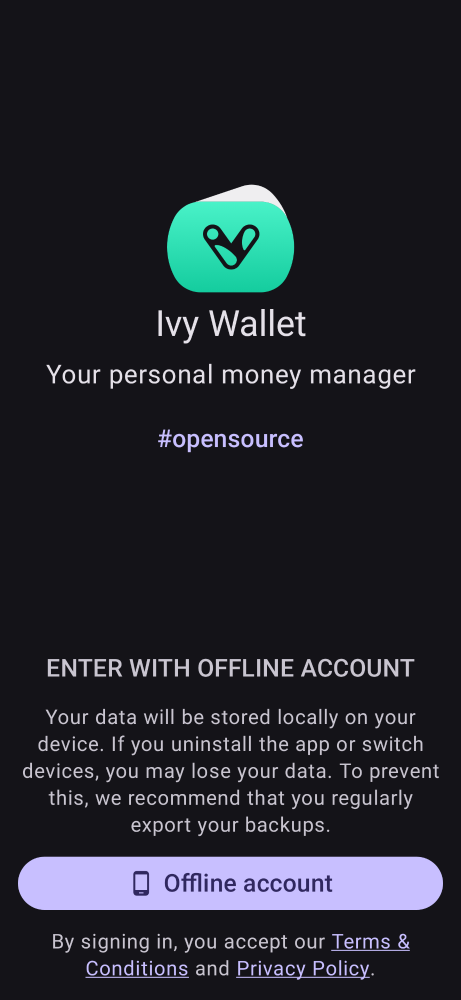 Ivy Wallet
Your personal money manager
#opensource
ENTER WITH OFFLINE ACCOUNT
Your data will be stored locally on your
device. If you uninstall the app or switch
devices, you may lose your data. To prevent
this, we recommend that you regularly
export your backups.
Offline account
By signing in, you accept our Terms &
Conditions and Privacy Policy.